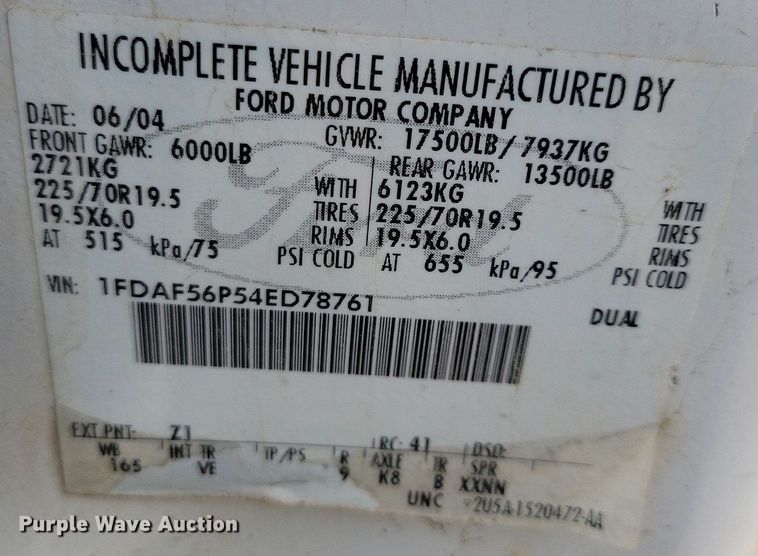 INCOMPLETE VEHICLE MANUFACTURED BY
FORD MOTOR COMPANY
DATE: 06/04 GVWR: 17500LB/ 7937KG
FRONT GAWR: 6000LB REAR GAWR: 13500LB
2721KG WITH 6123KG WITH
225/70R19.5 TIRES 225/70R19.5 TIRES
19.5X6.0 RIMS 19.5X6.0 RIMS
AT 515 kPa/75 PSI COLD AT 655 kPa/95 PSI COLD
VIN: 1FDAF56P54ED78761 DUAL
Ford
EXT PNT: Z1 RC: 41 DSO:
WB INT TR TP/PS R AXLE TR SPR
165 VE 9 K8 B XXNN
UNC 2U5A-1520472-AA
Purple Wave Auction